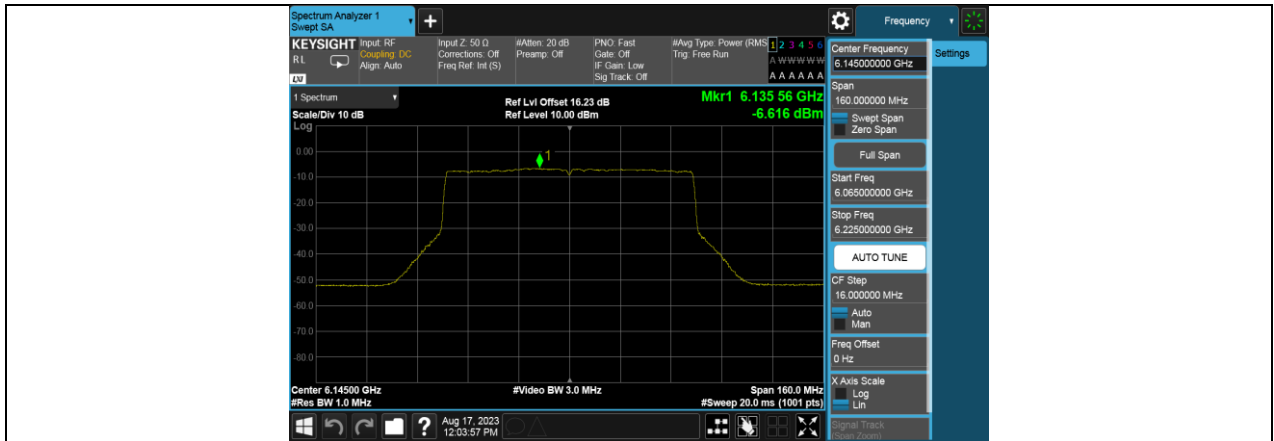 Spectrum Analyzer 1
Swept SA
Frequency
KEYSIGHT
RL
LXI
Input: RF
Coupling: DC
Align: Auto
Input Z: 50 Ω
Corrections: Off
Freq Ref: Int (S)
#Atten: 20 dB
Preamp: Off
PNO: Fast
Gate: Off
IF Gain: Low
Sig Track: Off
#Avg Type: Power (RMS
Trig: Free Run
1 2 3 4 5 6
A W W W W W
A A A A A A
Center Frequency
6.145000000 GHz
Settings
1 Spectrum
Scale/Div 10 dB
Ref Lvl Offset 16.23 dB
Ref Level 10.00 dBm
Mkr1 6.135 56 GHz
-6.616 dBm
Log
0.00
-10.0
-20.0
-30.0
-40.0
-50.0
-60.0
-70.0
-80.0
1
Span
160.000000 MHz
Swept Span
Zero Span
Full Span
Start Freq
6.065000000 GHz
Stop Freq
6.225000000 GHz
AUTO TUNE
CF Step
16.000000 MHz
Auto
Man
Freq Offset
0 Hz
X Axis Scale
Log
Lin
Signal Track
(Span Zoom)
Center 6.14500 GHz
#Res BW 1.0 MHz
#Video BW 3.0 MHz
Span 160.0 MHz
#Sweep 20.0 ms (1001 pts)
?
Aug 17, 2023
12:03:57 PM